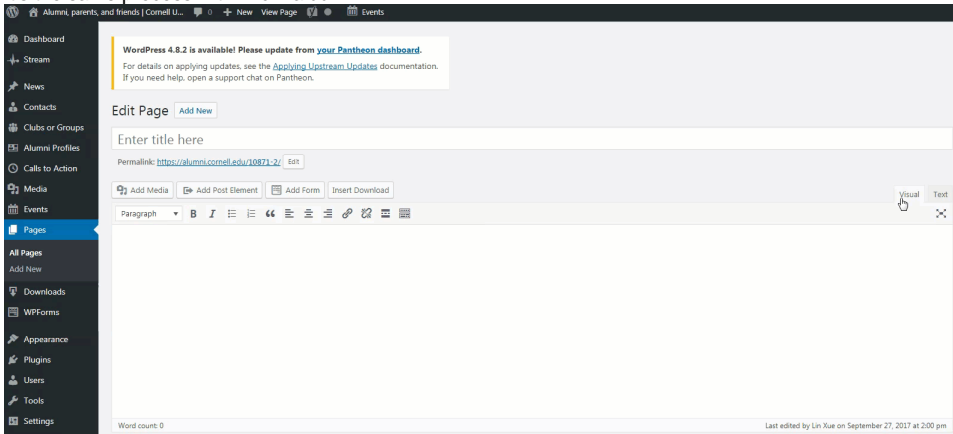 Alumni, parents, and friends | Cornell U... 0 + New View Page Events
Dashboard
Stream
News
Contacts
Clubs or Groups
Alumni Profiles
Calls to Action
Media
Events
Pages
All Pages
Add New
Downloads
WPForms
Appearance
Plugins
Users
Tools
Settings
WordPress 4.8.2 is available! Please update from your Pantheon dashboard.
For details on applying updates, see the Applying Upstream Updates documentation.
If you need help, open a support chat on Pantheon.
Edit Page Add New
Enter title here
Permalink: https://alumni.cornell.edu/10871-2/ Edit
Add Media Add Post Element Add Form Insert Download
Visual Text
Paragraph B I
Word count: 0 Last edited by Lin Xue on September 27, 2017 at 2:00 pm